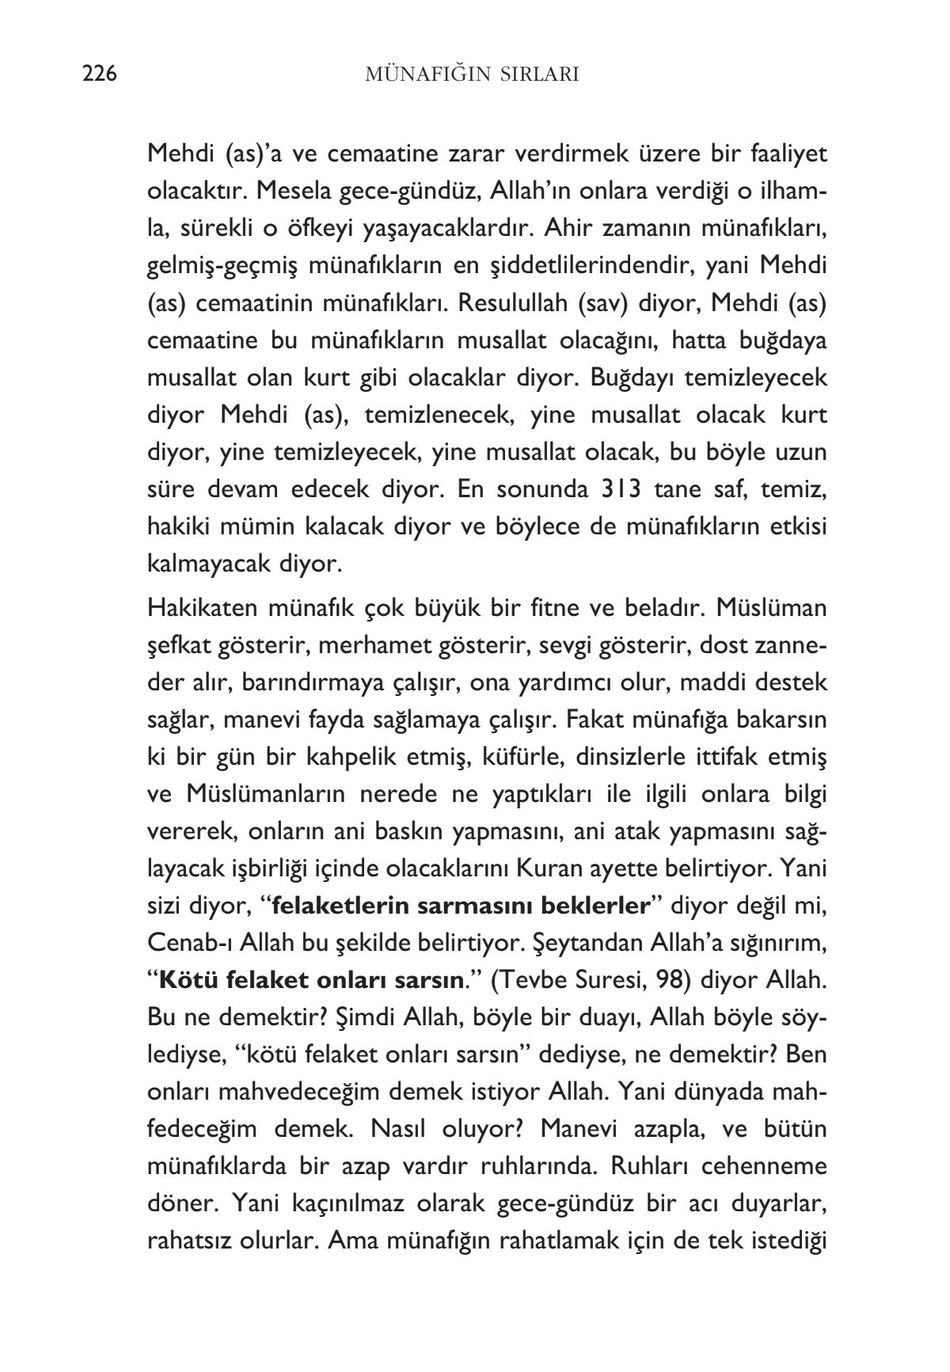 226
MÜNAFIĞIN SIRLARI
Mehdi (as)’a ve cemaatine zarar verdirmek üzere bir faaliyet
olacaktır. Mesela gece-gündüz, Allah’ın onlara verdiği o ilham-
la, sürekli o öfkeyi yaşayacaklardır. Ahir zamanın münafıkları,
gelmiş-geçmiş münafıkların en şiddetlilerindendir, yani Mehdi
(as) cemaatinin münafıkları. Resulullah (sav) diyor, Mehdi (as)
cemaatine bu münafıkların musallat olacağını, hatta buğdaya
musallat olan kurt gibi olacaklar diyor. Buğdayı temizleyecek
diyor Mehdi (as), temizlenecek, yine musallat olacak kurt
diyor, yine temizleyecek, yine musallat olacak, bu böyle uzun
süre devam edecek diyor. En sonunda 313 tane saf, temiz,
hakiki mümin kalacak diyor ve böylece de münafıkların etkisi
kalmayacak diyor.
Hakikaten münafık çok büyük bir fitne ve beladır. Müslüman
şefkat gösterir, merhamet gösterir, sevgi gösterir, dost zanne-
der alır, barındırmaya çalışır, ona yardımcı olur, maddi destek
sağlar, manevi fayda sağlamaya çalışır. Fakat münafığa bakarsın
ki bir gün bir kahpelik etmiş, küfürle, dinsizlerle ittifak etmiş
ve Müslümanların nerede ne yaptıkları ile ilgili onlara bilgi
vererek, onların ani baskın yapmasını, ani atak yapmasını sağ-
layacak işbirliği içinde olacaklarını Kuran ayette belirtiyor. Yani
sizi diyor, “felaketlerin sarmasını beklerler” diyor değil mi,
Cenab-ı Allah bu şekilde belirtiyor. Şeytandan Allah’a sığınırım,
“Kötü felaket onları sarsın.” (Tevbe Suresi, 98) diyor Allah.
Bu ne demektir? Şimdi Allah, böyle bir duayı, Allah böyle söy-
lediyse, “kötü felaket onları sarsın” dediyse, ne demektir? Ben
onları mahvedeceğim demek istiyor Allah. Yani dünyada mah-
fedeceğim demek. Nasıl oluyor? Manevi azapla, ve bütün
münafıklarda bir azap vardır ruhlarında. Ruhları cehenneme
döner. Yani kaçınılmaz olarak gece-gündüz bir acı duyarlar,
rahatsız olurlar. Ama münafığın rahatlamak için de tek istediği